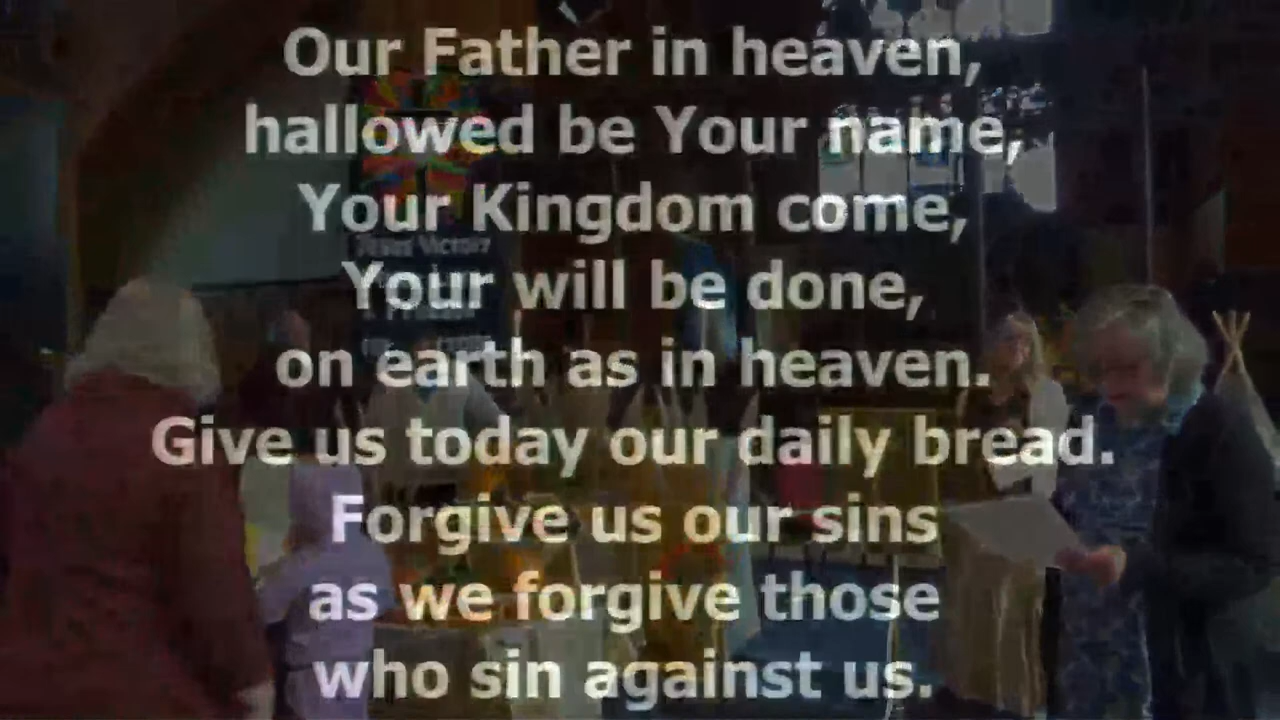 Our Father in heaven,
hallowed be Your name,
Your Kingdom come,
Your will be done,
on earth as in heaven.
Give us today our daily bread.
Forgive us our sins
as we forgive those
who sin against us.